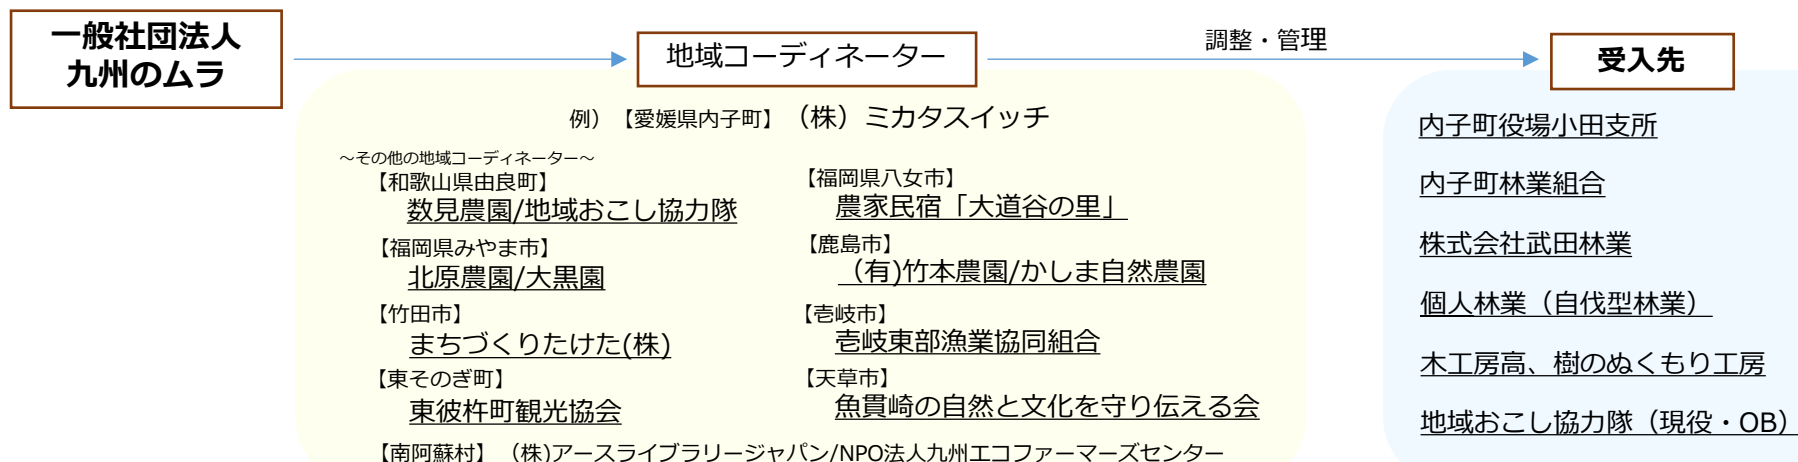 一般社団法人
九州のムラ
地域コーディネーター
調整・管理
受入先
例）【愛媛県内子町】（株）ミカタスイッチ
～その他の地域コーディネーター～
【和歌山県由良町】
数見農園/地域おこし協力隊
【福岡県みやま市】
北原農園/大黒園
【竹田市】
まちづくりたけた(株)
【東そのぎ町】
東彼杵町観光協会
【福岡県八女市】
農家民宿「大道谷の里」
【鹿島市】
（有)竹本農園/かしま自然農園
【壱岐市】
壱岐東部漁業協同組合
【天草市】
魚貫崎の自然と文化を守り伝える会
【南阿蘇村】（株)アースライブラリージャパン/NPO法人九州エコファーマーズセンター
内子町役場小田支所
内子町林業組合
株式会社武田林業
個人林業（自伐型林業）
木工房高、樹のぬくもり工房
地域おこし協力隊（現役・OB）